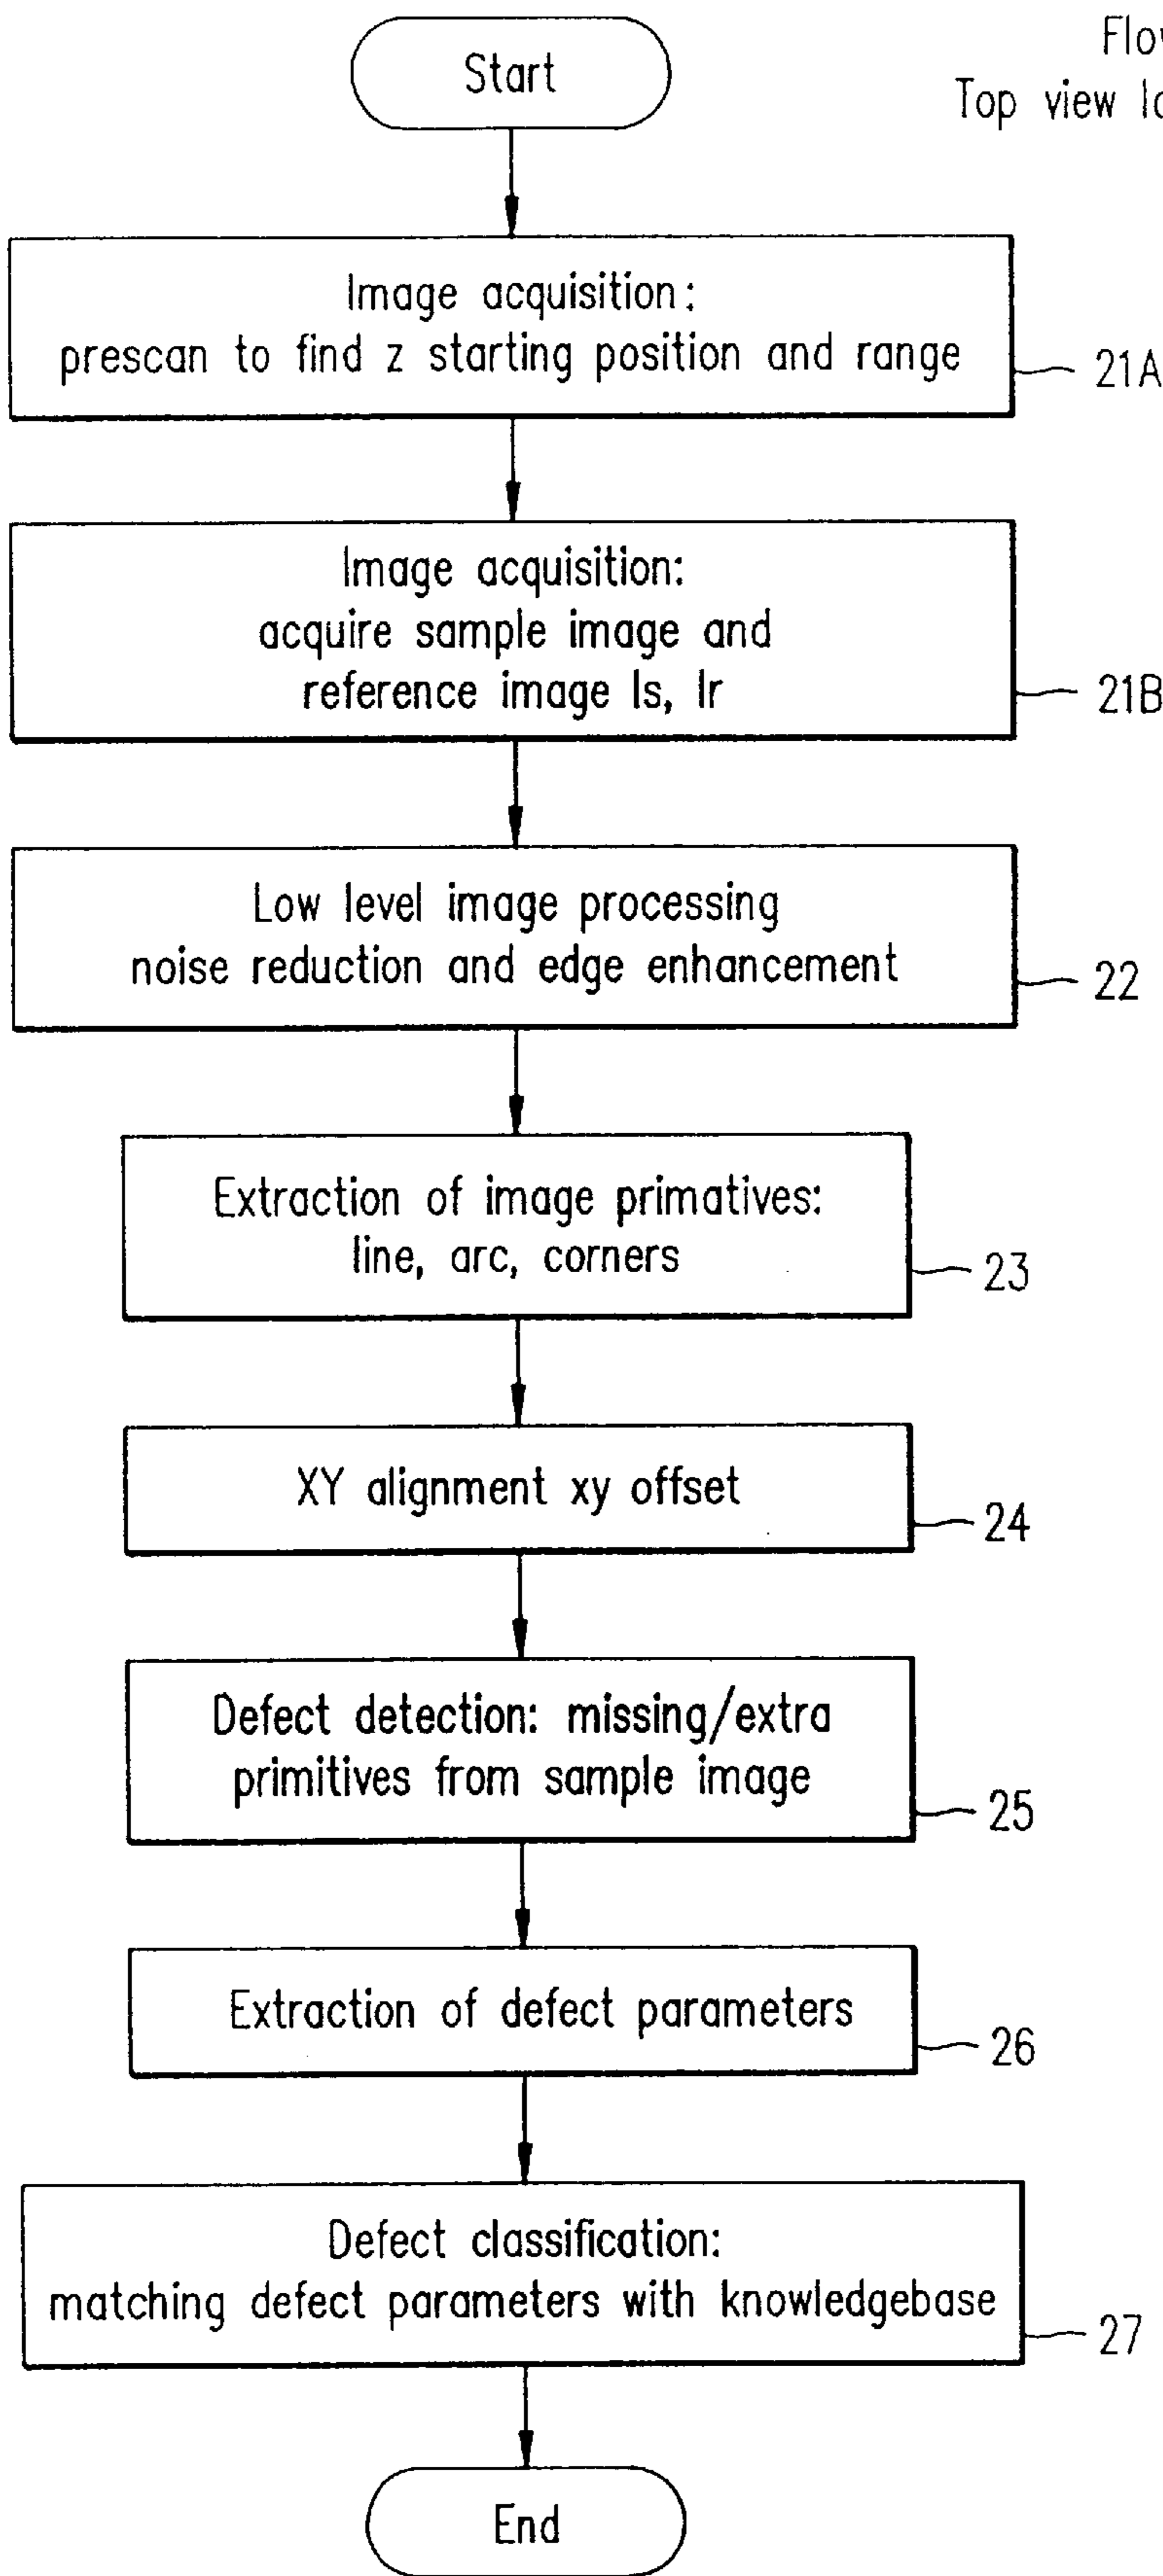 Top view
Start
Image acquisition:
prescan to find z starting position and range
21A
Image acquisition:
acquire sample image and
reference image Is, Ir
21B
Low level image processing
noise reduction and edge enhancement
22
Extraction of image primatives:
line, arc, corners
23
XY alignment xy offset
24
Defect detection: missing/extra
primitives from sample image
25
Extraction of defect parameters
26
Defect classification:
matching defect parameters with knowledgebase
27
End